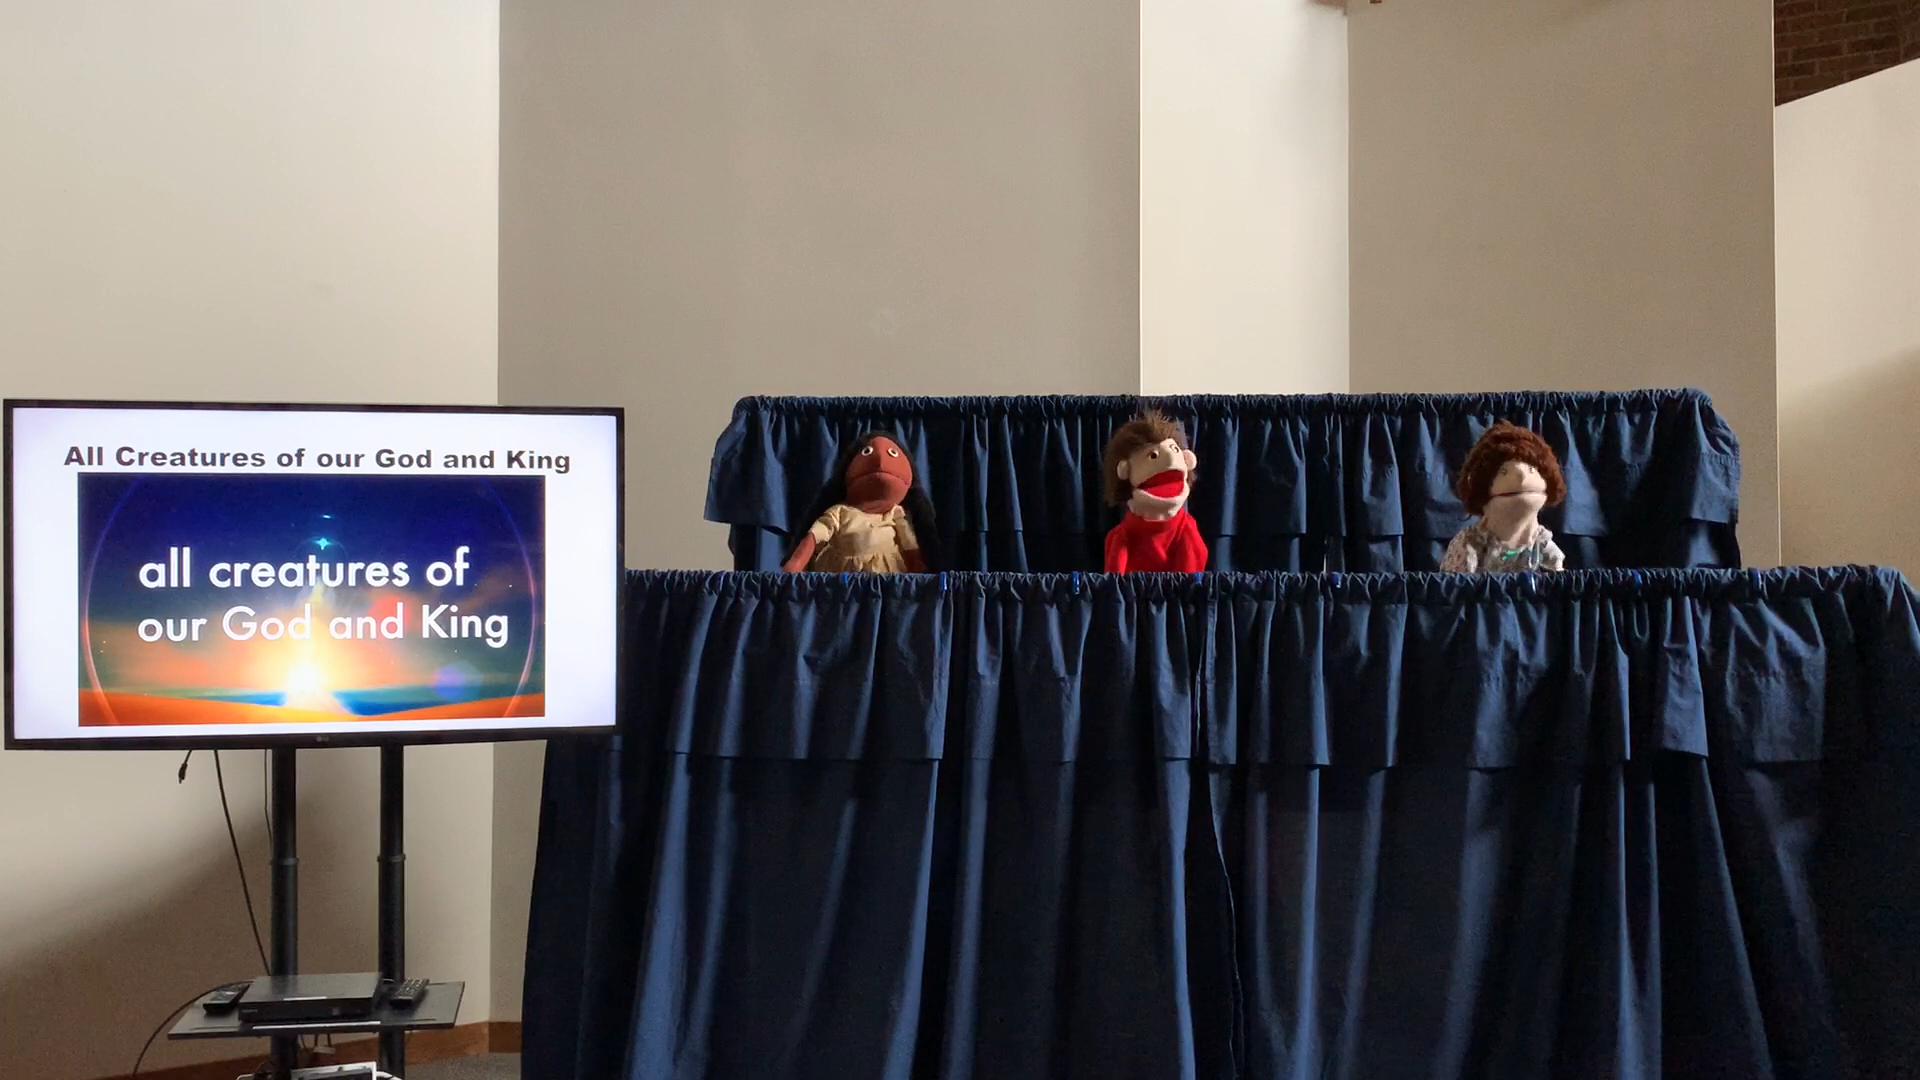 All Creatures of our God and King
all creatures of
our God and King